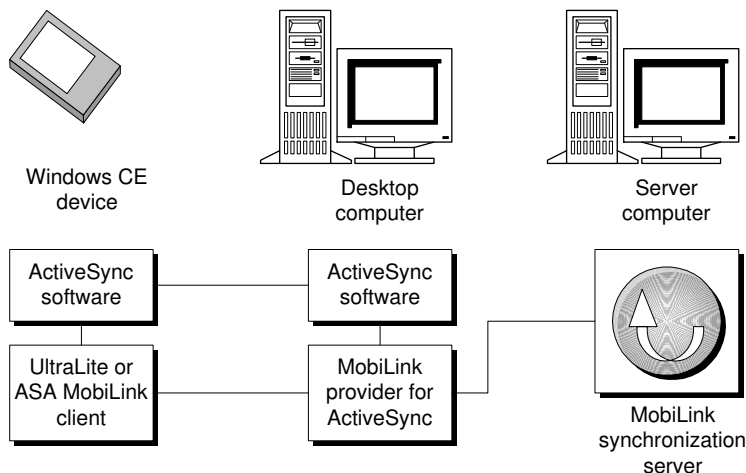 Windows CE
device
Desktop
computer
Server
computer
ActiveSync
software
ActiveSync
software
UltraLite or
ASA MobiLink
client
MobiLink
provider for
ActiveSync
MobiLink
synchronization
server